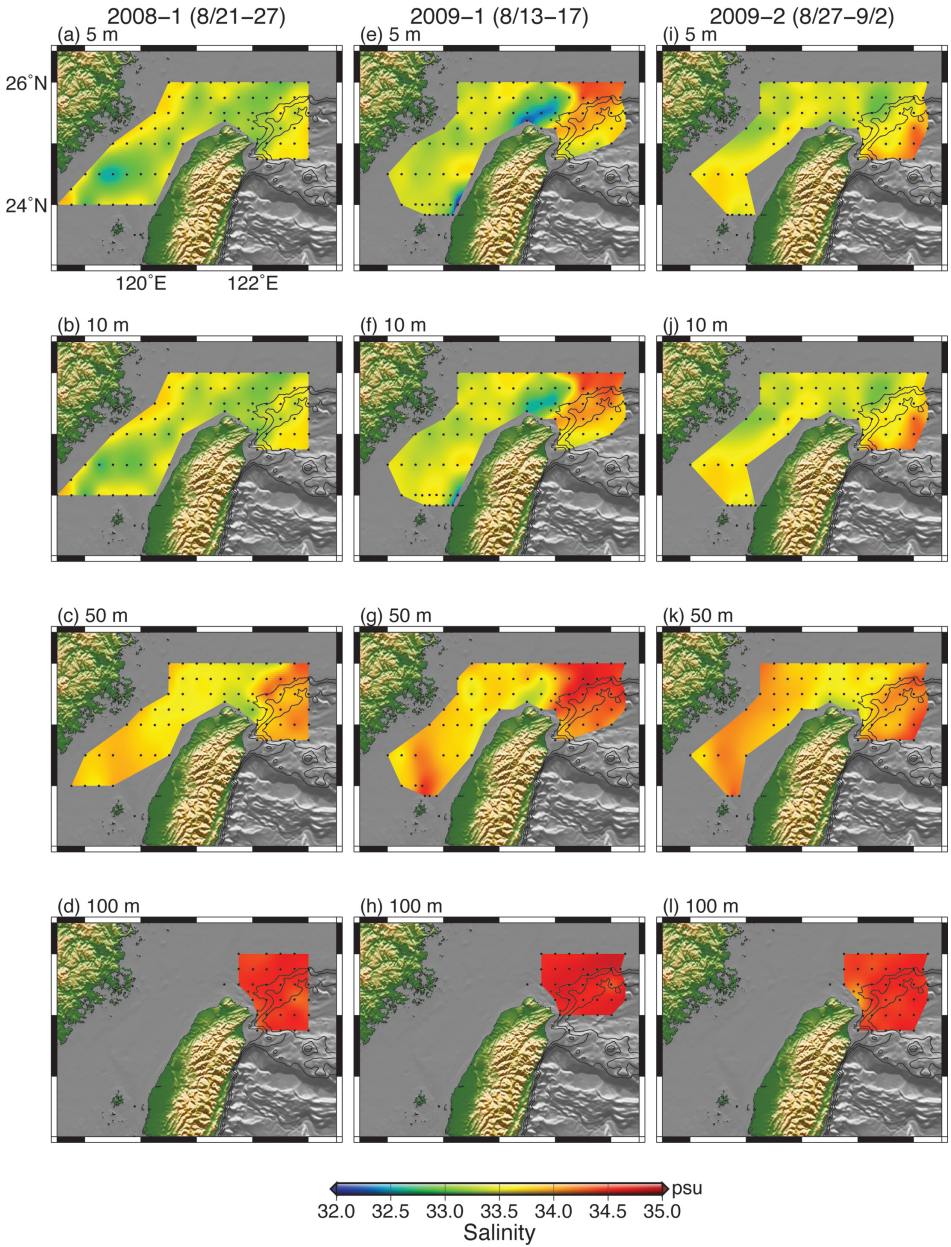 2008−1 (8/21−27)
2009−1 (8/13−17)
2009−2 (8/27−9/2)
(a) 5 m
(e) 5 m
(i) 5 m
26°N
24°N
120°E
122°E
(b) 10 m
(f) 10 m
(j) 10 m
(c) 50 m
(g) 50 m
(k) 50 m
(d) 100 m
(h) 100 m
(l) 100 m
psu
32.0 32.5 33.0 33.5 34.0 34.5 35.0
Salinity